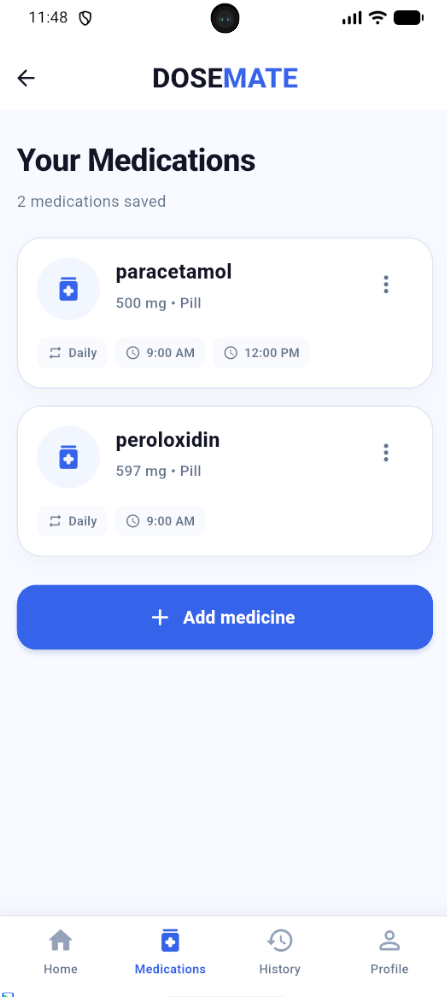 11:48
DOSEMATE
Your Medications
2 medications saved
paracetamol
500 mg • Pill
Daily 9:00 AM 12:00 PM
peroloxidin
597 mg • Pill
Daily 9:00 AM
Add medicine
Home Medications History Profile